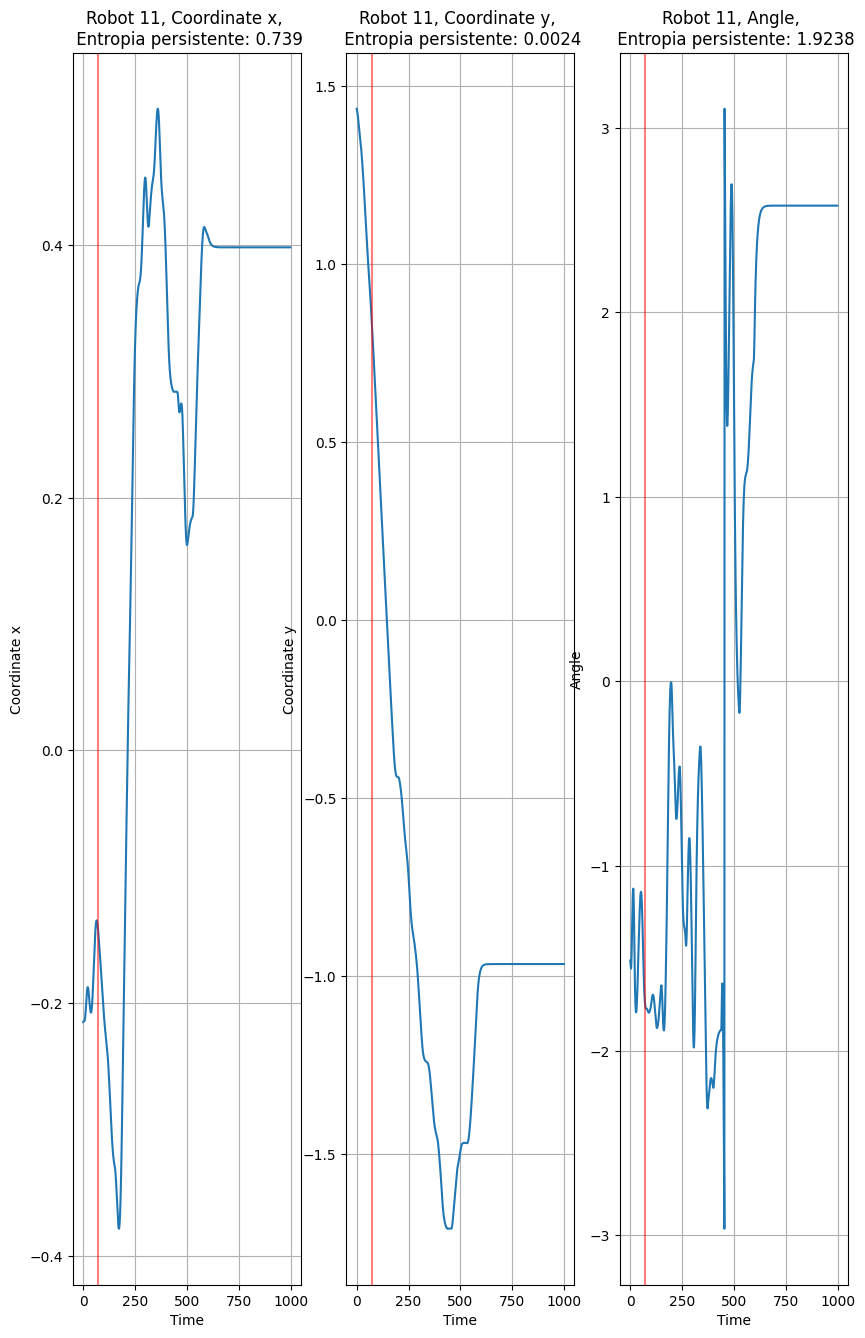 Robot 11, Coordinate x,
Entropia persistente: 0.739
0.4
0.2
0.0
−0.2
−0.4
Coordinate x
0
250
500
750
1000
Time
Robot 11, Coordinate y,
Entropia persistente: 0.0024
1.5
1.0
0.5
0.0
−0.5
−1.0
−1.5
Coordinate y
0
250
500
750
1000
Time
Robot 11, Angle,
Entropia persistente: 1.9238
3
2
1
0
−1
−2
−3
Angle
0
250
500
750
1000
Time